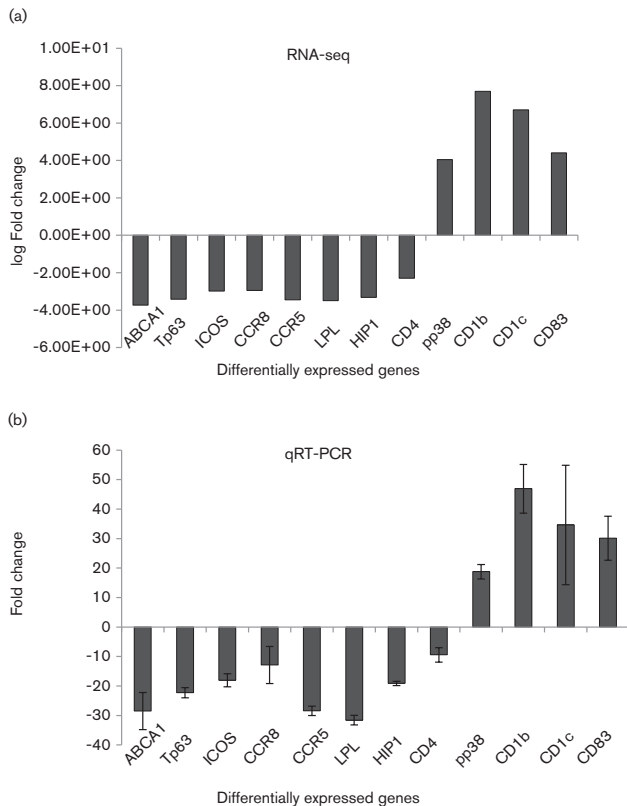 (a)
RNA-seq
1.00E+01
8.00E+00
6.00E+00
4.00E+00
2.00E+00
0.00E+00
-2.00E+00
-4.00E+00
-6.00E+00
log Fold change
ABCA1
Tp63
ICOS
CCR8
CCR5
LPL
HIP1
CD4
pp38
CD1b
CD1c
CD83
Differentially expressed genes
(b)
qRT-PCR
60
50
40
30
20
10
0
-10
-20
-30
-40
Fold change
ABCA1
Tp63
ICOS
CCR8
CCR5
LPL
HIP1
CD4
pp38
CD1b
CD1c
CD83
Differentially expressed genes